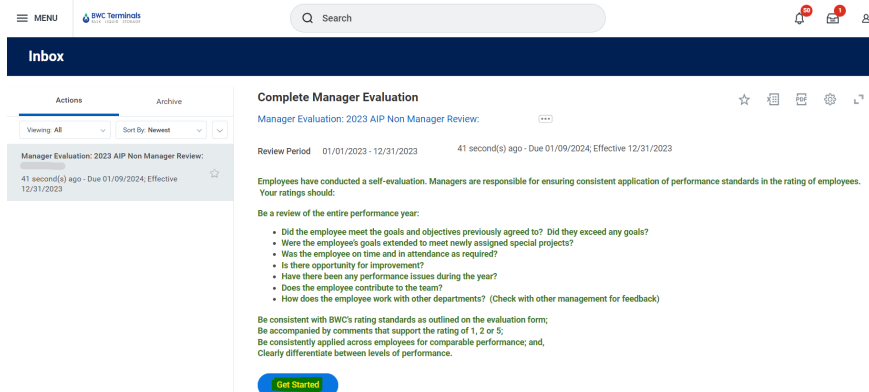 MENU
BWC Terminals
BULK LIQUID STORAGE
Search
50
1
Inbox
Actions
Archive
Viewing: All
Sort By: Newest
Manager Evaluation: 2023 AIP Non Manager Review:
41 second(s) ago - Due 01/09/2024; Effective
12/31/2023
Complete Manager Evaluation
Manager Evaluation: 2023 AIP Non Manager Review:
PDF
Review Period 01/01/2023 - 12/31/2023
41 second(s) ago - Due 01/09/2024; Effective 12/31/2023
Employees have conducted a self-evaluation. Managers are responsible for ensuring consistent application of performance standards in the rating of employees.
Your ratings should:
Be a review of the entire performance year:
• Did the employee meet the goals and objectives previously agreed to? Did they exceed any goals?
• Were the employee's goals extended to meet newly assigned special projects?
• Was the employee on time and in attendance as required?
• Is there opportunity for improvement?
• Have there been any performance issues during the year?
• Does the employee contribute to the team?
• How does the employee work with other departments? (Check with other management for feedback)
Be consistent with BWC's rating standards as outlined on the evaluation form;
Be accompanied by comments that support the rating of 1, 2 or 5;
Be consistently applied across employees for comparable performance; and,
Clearly differentiate between levels of performance.
Get Started